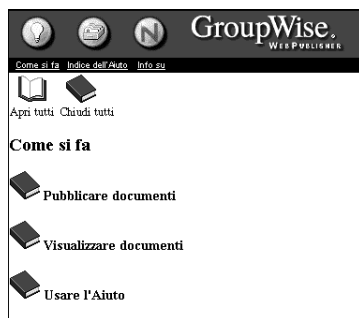 GroupWise.
WEBPUBLISHER
Come si fa Indice dell'Aiuto Info su
Apri tutti Chiudi tutti
Come si fa
Pubblicare documenti
Visualizzare documenti
Usare l'Aiuto